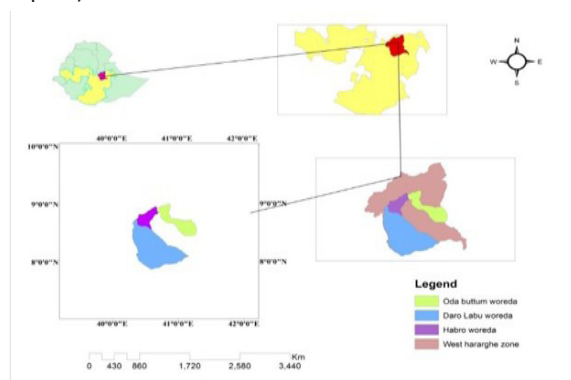 N
W E
S
40°0'0"E 41°0'0"E 42°0'0"E
10°0'0"N
9°0'0"N 9°0'0"N
8°0'0"N 8°0'0"N
40°0'0"E 41°0'0"E 42°0'0"E
Legend
Oda buttum woreda
Daro Labu woreda
Habro woreda
West hararghe zone
Km
0 430 860 1,720 2,580 3,440